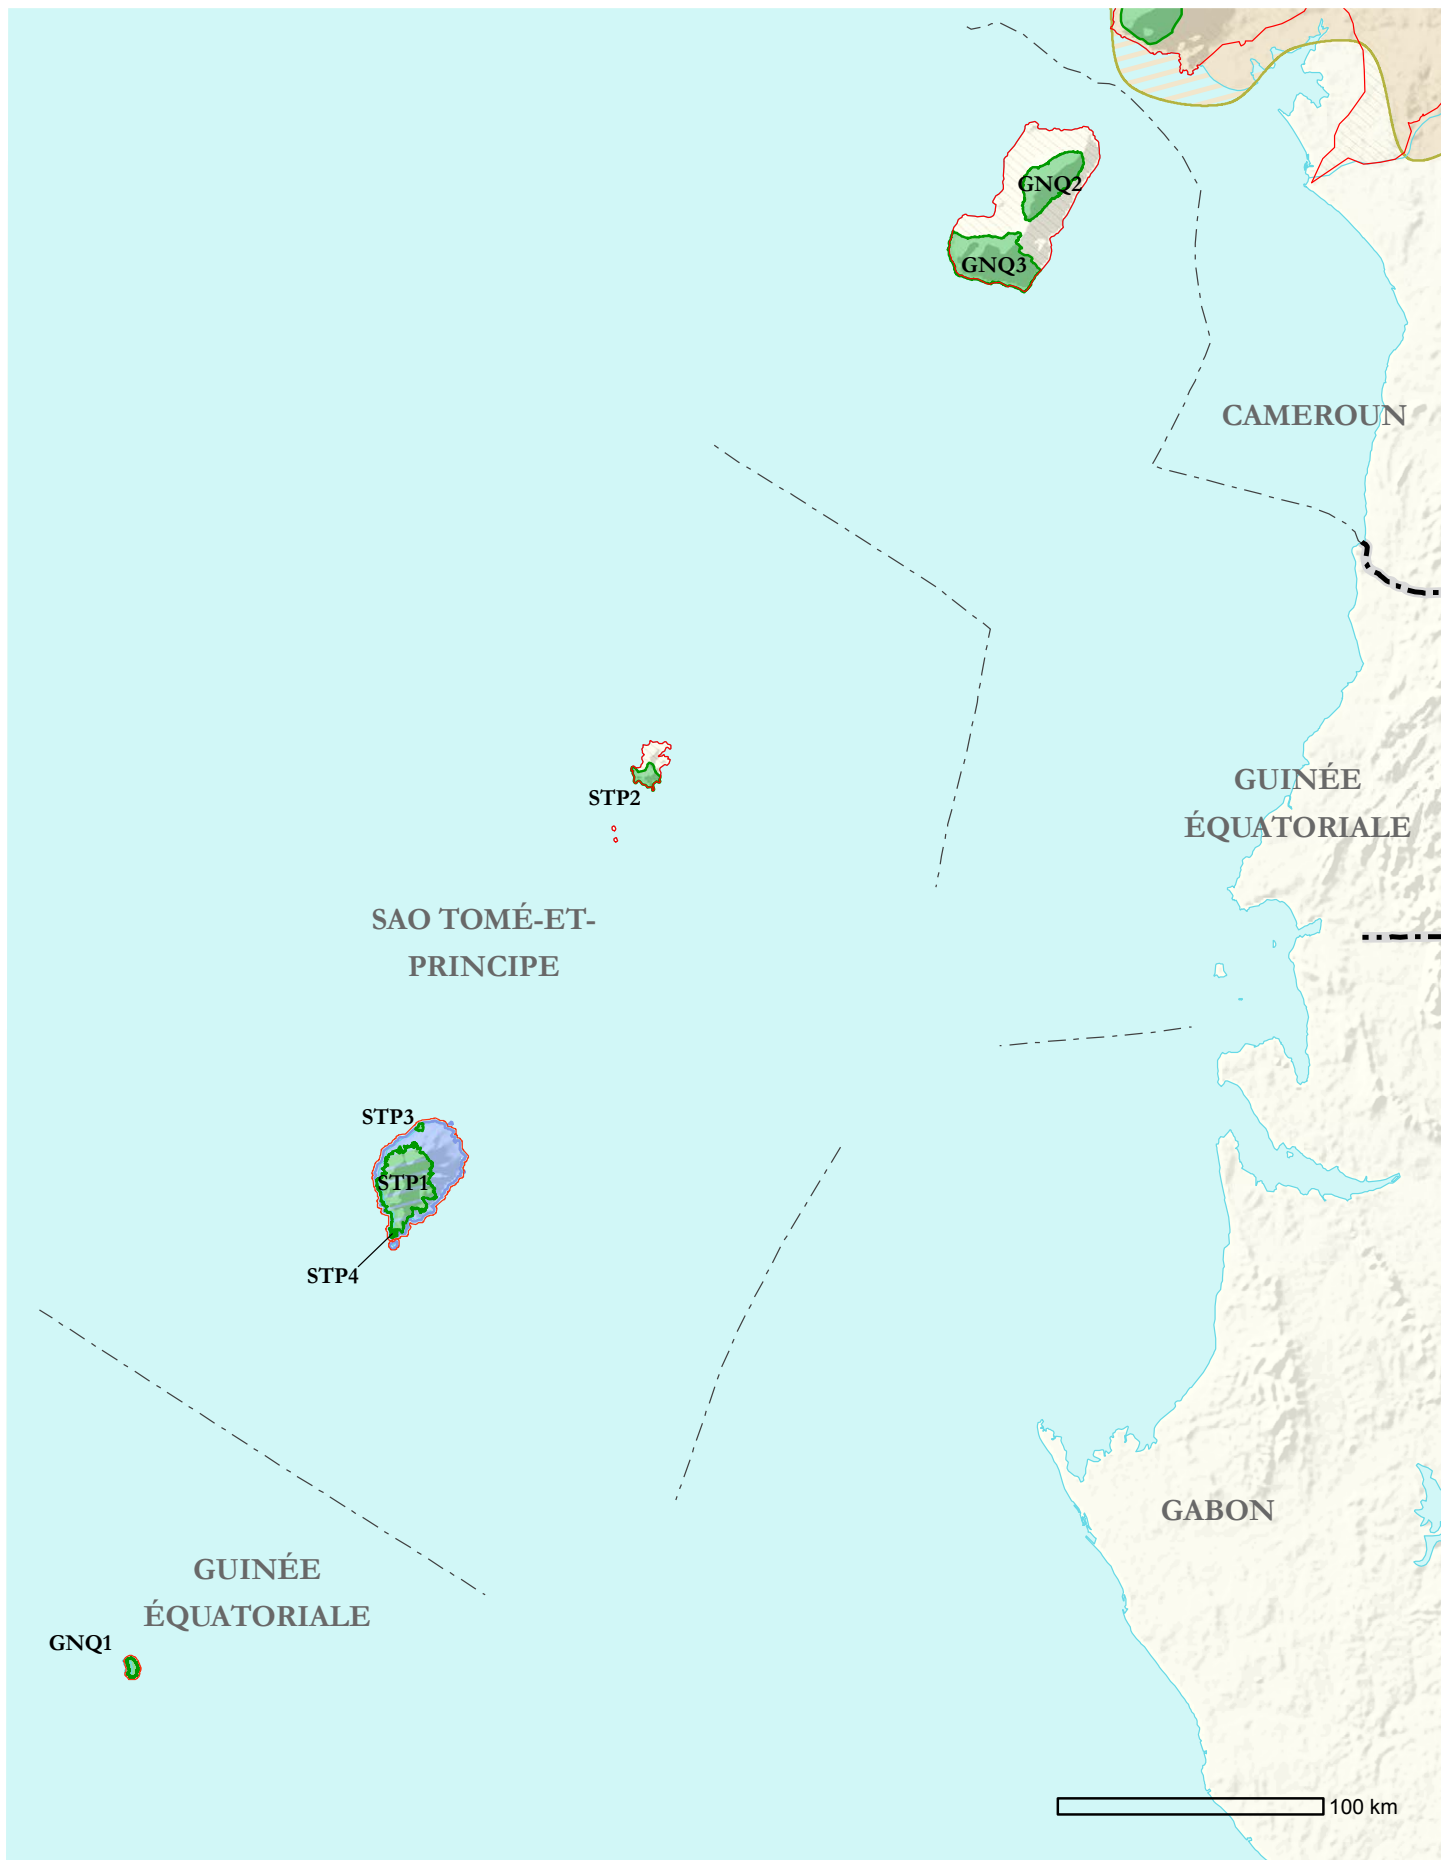 GNQ2
GNQ3
CAMEROUN
GUINÉE
ÉQUATORIALE
STP2
SAO TOMÉ-ET-
PRINCIPE
STP3
STP1
STP4
GABON
GUINÉE
ÉQUATORIALE
GNQ1
100 km